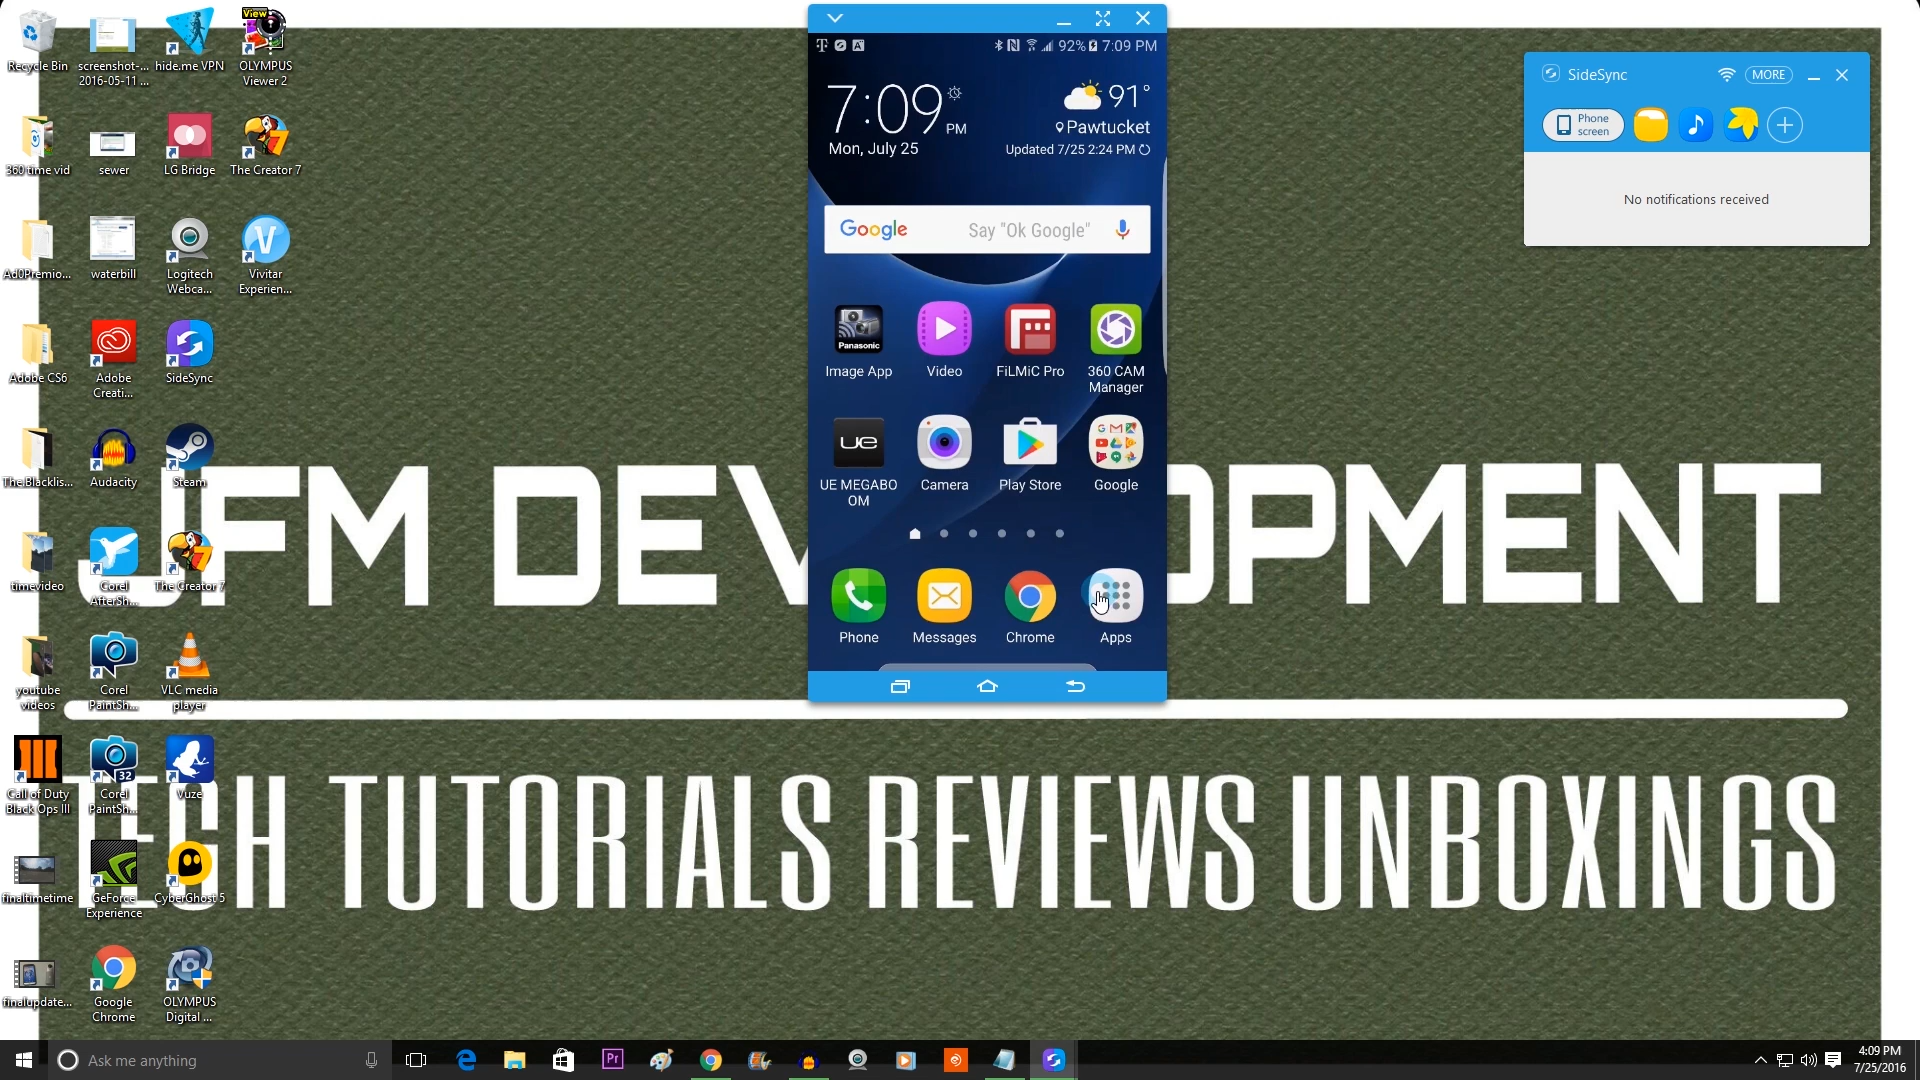 Recycle Bin
screenshot-...
2016-05-11 ...
hide.me VPN
OLYMPUS
Viewer 2
360 time vid
sewer
LG Bridge
The Creator 7
Ad0Premio...
waterbill
Logitech
Webca...
Vivitar
Experien...
Adobe CS6
Adobe
Creati...
SideSync
The.Blacklis...
Audacity
Steam
timevideo
Corel
AfterSh...
The Creator 7
youtube
videos
Corel
PaintSh...
VLC media
player
Call of Duty
Black Ops III
32
Corel
PaintSh...
Vuze
finaltimetime
GeForce
Experience
CyberGhost 5
finalupdate...
Google
Chrome
OLYMPUS
Digital ...
92% 7:09 PM
7:09 PM
Mon, July 25
91°
Pawtucket
Updated 7/25 2:24 PM
Google Say "Ok Google"
Panasonic
Image App
Video
FiLMiC Pro
360 CAM
Manager
UE
UE MEGABO
OM
Camera
Play Store
Google
Phone
Messages
Chrome
Apps
SideSync MORE
Phone
screen
No notifications received
JFM DEV OPMENT
TECH TUTORIALS REVIEWS UNBOXINGS
Ask me anything
Pr
4:09 PM
7/25/2016